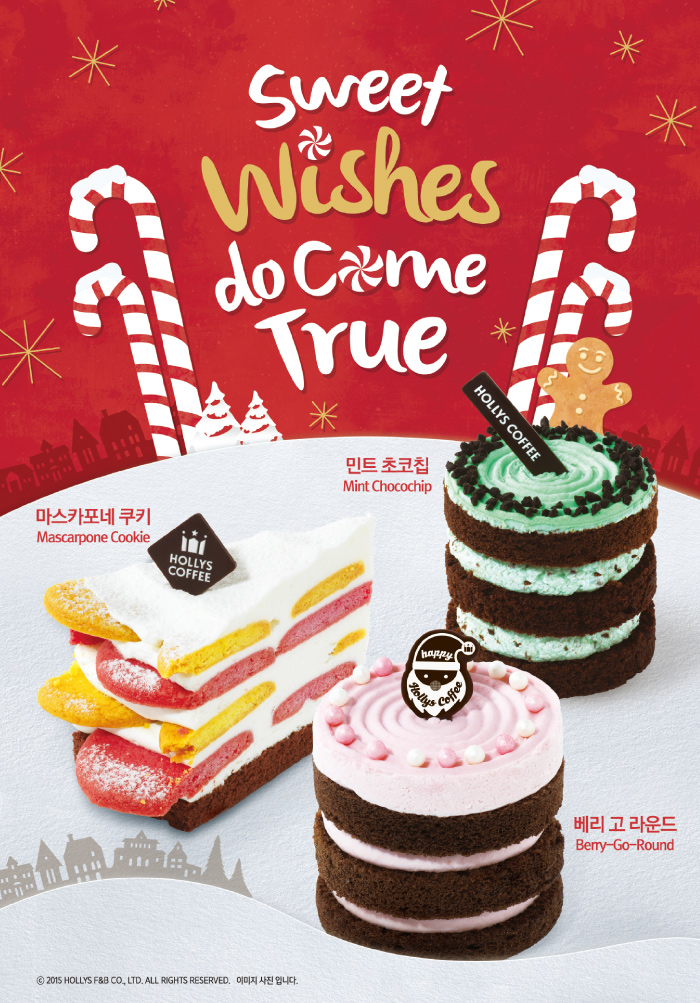 Sweet
Wishes
do Come
True
HOLLYS COFFEE
민트 초코칩
Mint Chocochip
마스카포네 쿠키
Mascarpone Cookie
HOLLYS
COFFEE
happy
Hollys Coffee
베리 고 라운드
Berry-Go-Round
© 2015 HOLLYS F&B CO., LTD. ALL RIGHTS RESERVED. 이미지 사진 입니다.